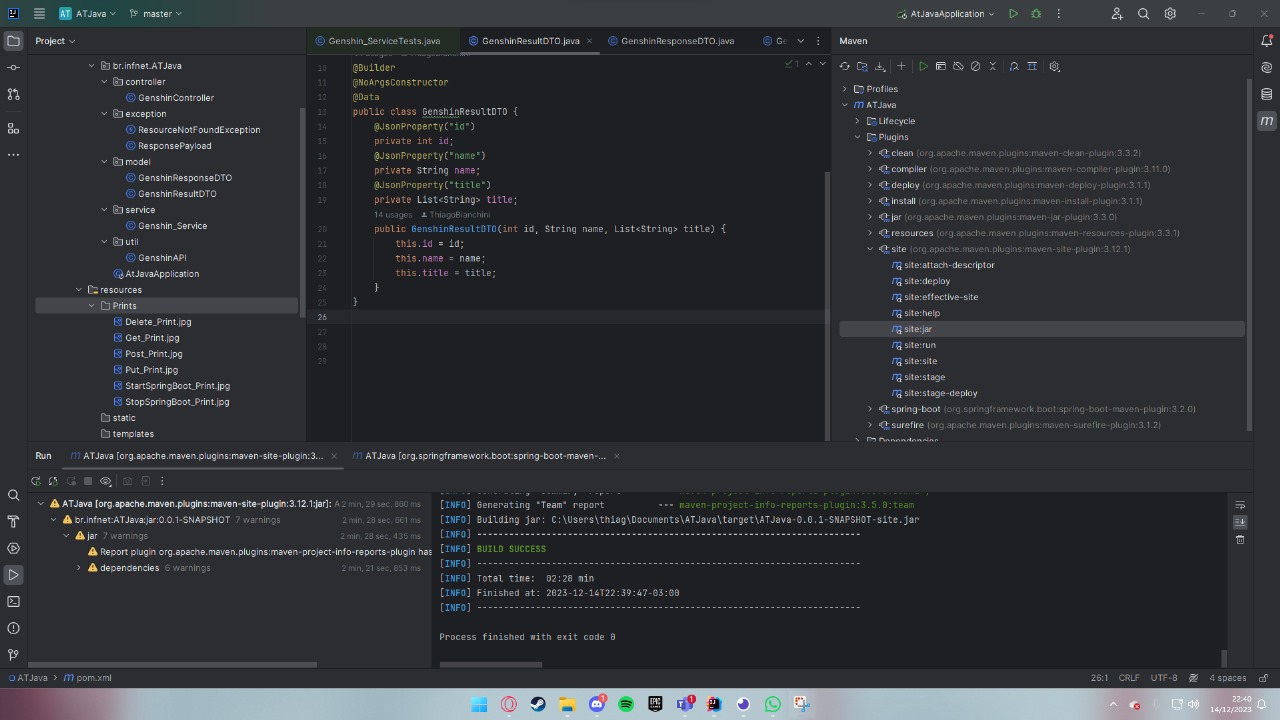 AT ATJava master
AtJavaApplication
Project
br.infnet.ATJava
controller
GenshinController
exception
ResourceNotFoundException
ResponsePayload
model
GenshinResponseDTO
GenshinResultDTO
service
Genshin_Service
util
GenshinAPI
AtJavaApplication
resources
Prints
Delete_Print.jpg
Get_Print.jpg
Post_Print.jpg
Put_Print.jpg
StartSpringBoot_Print.jpg
StopSpringBoot_Print.jpg
static
templates
Genshin_ServiceTests.java GenshinResultDTO.java GenshinResponseDTO.java Ge
1
10 @Builder
11 @NoArgsConstructor
12 @Data
13 public class GenshinResultDTO {
14 @JsonProperty("id")
15 private int id;
16 @JsonProperty("name")
17 private String name;
18 @JsonProperty("title")
19 private List<String> title;
14 usages ThiagoBianchini
20 public GenshinResultDTO(int id, String name, List<String> title) {
21 this.id = id;
22 this.name = name;
23 this.title = title;
24 }
25 }
26
27
28
29
Maven
Profiles
ATJava
Lifecycle
Plugins
clean (org.apache.maven.plugins:maven-clean-plugin:3.3.2)
compiler (org.apache.maven.plugins:maven-compiler-plugin:3.11.0)
deploy (org.apache.maven.plugins:maven-deploy-plugin:3.1.1)
install (org.apache.maven.plugins:maven-install-plugin:3.1.1)
jar (org.apache.maven.plugins:maven-jar-plugin:3.3.0)
resources (org.apache.maven.plugins:maven-resources-plugin:3.3.1)
site (org.apache.maven.plugins:maven-site-plugin:3.12.1)
site:attach-descriptor
site:deploy
site:effective-site
site:help
site:jar
site:run
site:site
site:stage
site:stage-deploy
spring-boot (org.springframework.boot:spring-boot-maven-plugin:3.2.0)
surefire (org.apache.maven.plugins:maven-surefire-plugin:3.1.2)
Dependencies
Run ATJava [org.apache.maven.plugins:maven-site-plugin:3... ATJava [org.springframework.boot:spring-boot-maven-...
ATJava [org.apache.maven.plugins:maven-site-plugin:3.12.1:jar]: A 2 min, 29 sec, 860 ms
br.infnet:ATJava:jar:0.0.1-SNAPSHOT 7 warnings 2 min, 28 sec, 661 ms
jar 7 warnings 2 min, 28 sec, 435 ms
Report plugin org.apache.maven.plugins:maven-project-info-reports-plugin has
dependencies 6 warnings 2 min, 21 sec, 853 ms
[INFO] Generating "Summary" report --- maven-project-info-reports-plugin:3.5.0:summary
[INFO] Generating "Team" report --- maven-project-info-reports-plugin:3.5.0:team
[INFO] Building jar: C:\Users\thiag\Documents\ATJava\target\ATJava-0.0.1-SNAPSHOT-site.jar
[INFO] ------------------------------------------------------------------------
[INFO] BUILD SUCCESS
[INFO] ------------------------------------------------------------------------
[INFO] Total time: 02:28 min
[INFO] Finished at: 2023-12-14T22:39:47-03:00
[INFO] ------------------------------------------------------------------------
Process finished with exit code 0
ATJava pom.xml
26:1 CRLF UTF-8 4 spaces
22:40
14/12/2023